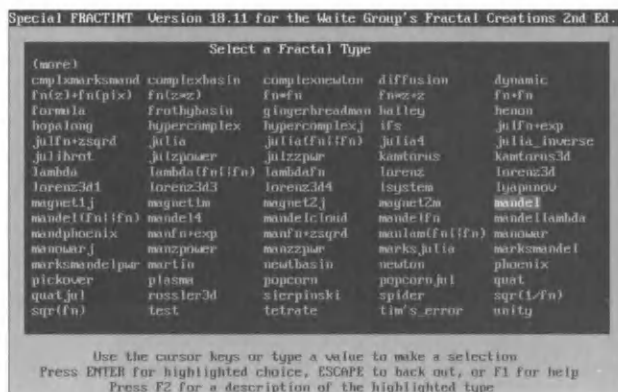 Special FRACTINT Version 18.11 for the Waite Group's Fractal Creations 2nd Ed.
Select a Fractal Type
(more)
cmplxmarksmand complexbasin complexnewton diffusion dynamic
fn(z)+fn(pix) fn(z*z) fn*fn fn*z+z fn+fn
formula frothybasin gingerbreadman halley henon
hopalong hypercomplex hypercomplexj ifs julfn+exp
julfn+zsqrd julia julia(fn||fn) julia4 julia_inverse
julibrot julzpower julzzpwr kamtorus kamtorus3d
lambda lambda(fn||fn) lambdafn lorenz lorenz3d
lorenz3d1 lorenz3d3 lorenz3d4 lsystem lyapunov
magnet1j magnet1m magnet2j magnet2m mandel
mandel(fn||fn) mandel4 mandelcloud mandelfn mandellambda
mandphoenix manfn+exp manfn+zsqrd manlam(fn||fn) manowar
manowarj manzpower manzzpwr marksjulia marksmandel
marksmandelpwr martin newtbasin newton phoenix
pickover plasma popcorn popcornjul quat
quatjul rossler3d sierpinski spider sqr(1/fn)
sqr(fn) test tetrate tim's_error unity
Use the cursor keys or type a value to make a selection
Press ENTER for highlighted choice, ESCAPE to back out, or F1 for help
Press F2 for a description of the highlighted type